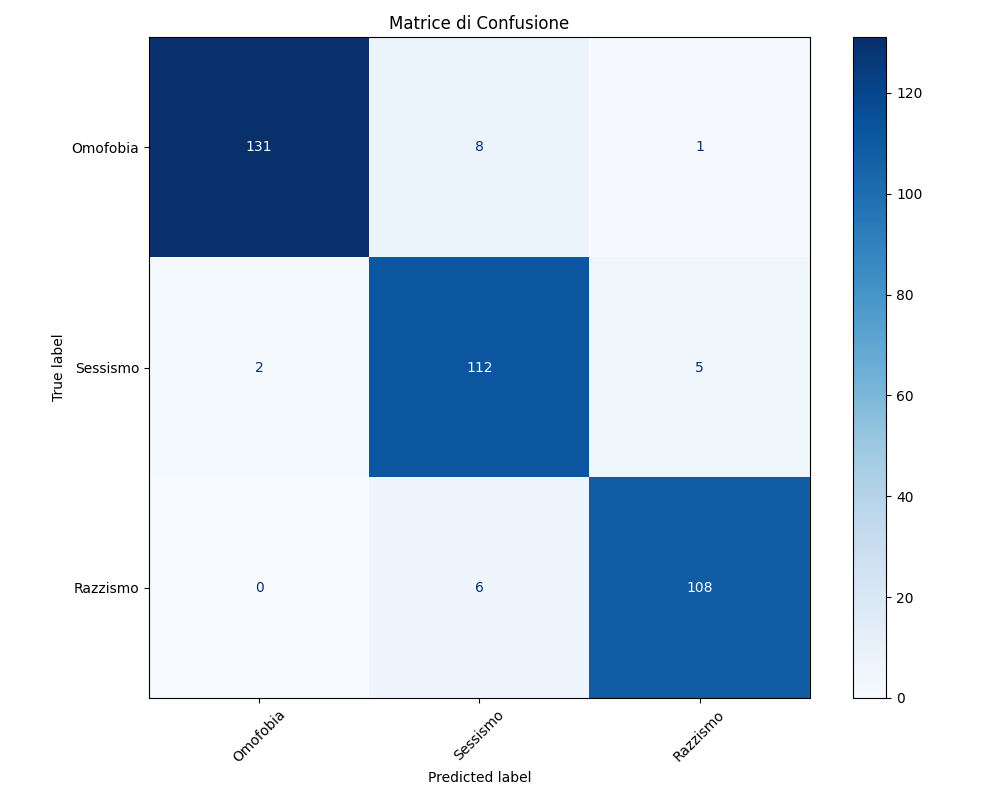 Matrice di Confusione
Omofobia 131 8 1
Sessismo 2 112 5
Razzismo 0 6 108
True label
Omofobia Sessismo Razzismo
Predicted label
120
100
80
60
40
20
0